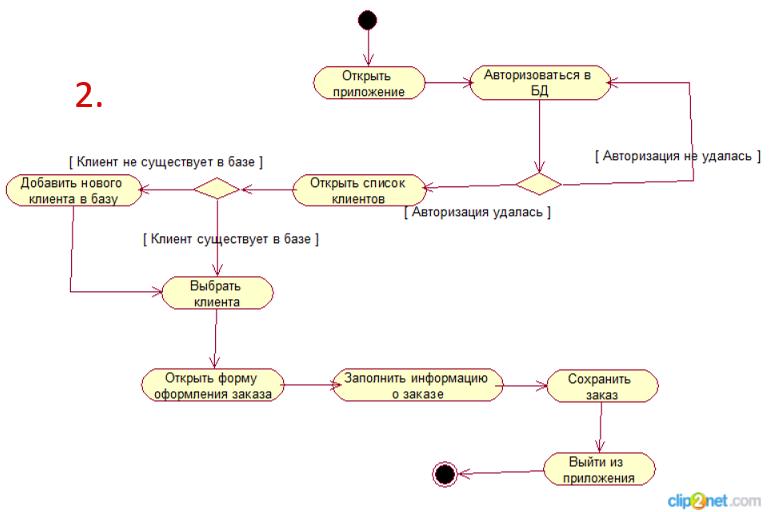 2.
Открыть
приложение
Авторизоваться в
БД
[ Авторизация не удалась ]
[ Клиент не существует в базе ]
Добавить нового
клиента в базу
Открыть список
клиентов
[ Авторизация удалась ]
[ Клиент существует в базе ]
Выбрать
клиента
Открыть форму
оформления заказа
Заполнить информацию
о заказе
Сохранить
заказ
Выйти из
приложения
clip2net.com